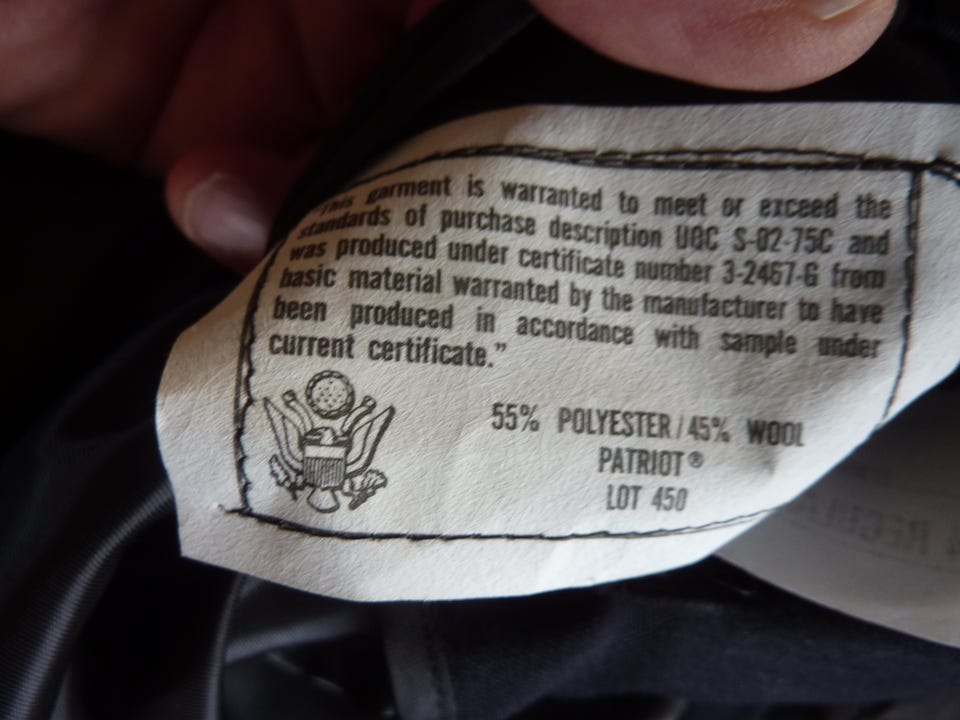 This garment is warranted to meet or exceed the
standards of purchase description UQC S-02-75C and
was produced under certificate number 3-2467-G from
basic material warranted by the manufacturer to have
been produced in accordance with sample under
current certificate."
55% POLYESTER / 45% WOOL
PATRIOT®
LOT 450